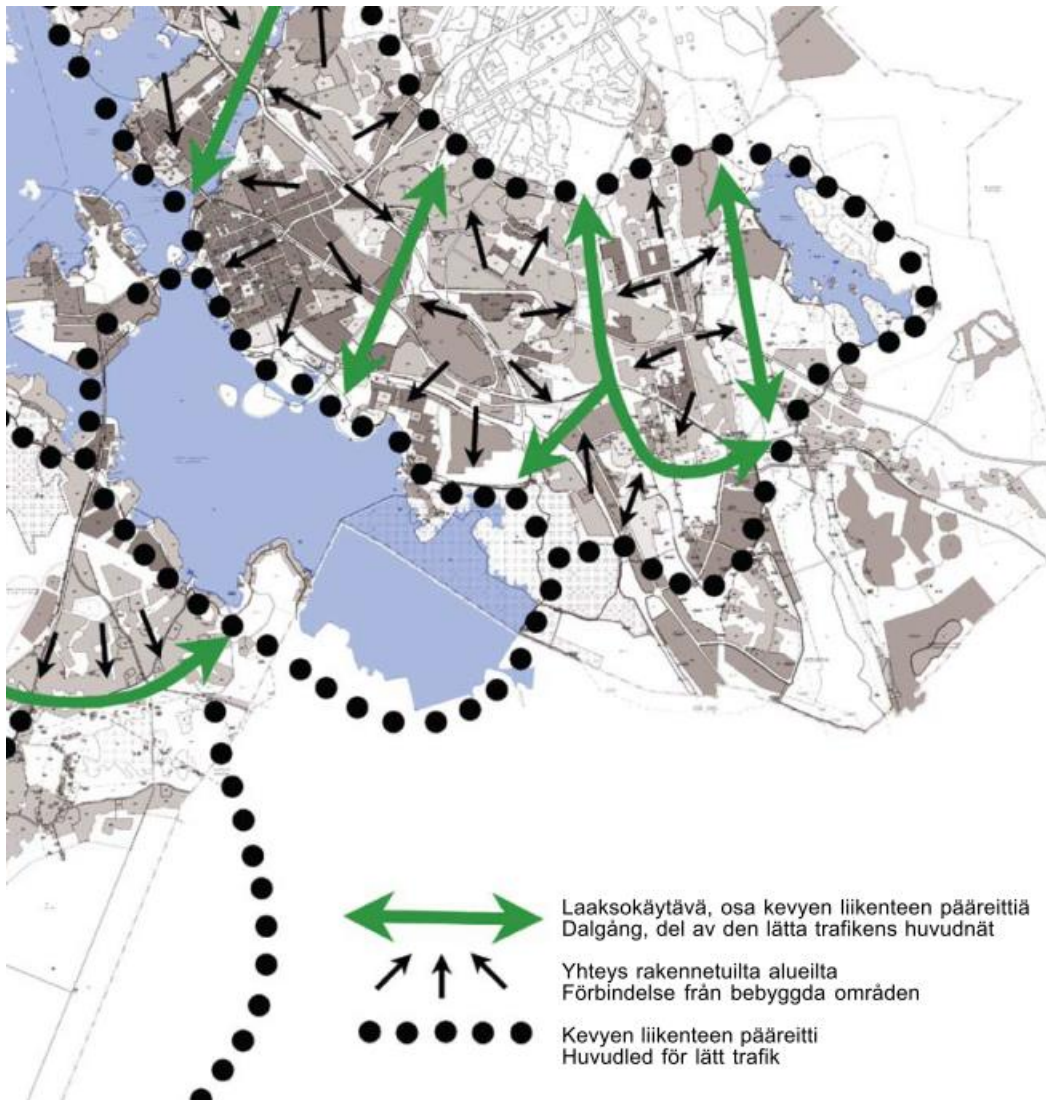 Laaksokäytävä, osa kevyen liikenteen pääreittiä
Dalgång, del av den lätta trafikens huvudnät
Yhteys rakennetuilta alueilta
Förbindelse från bebyggda områden
Kevyen liikenteen pääreitti
Huvudled för lätt trafik